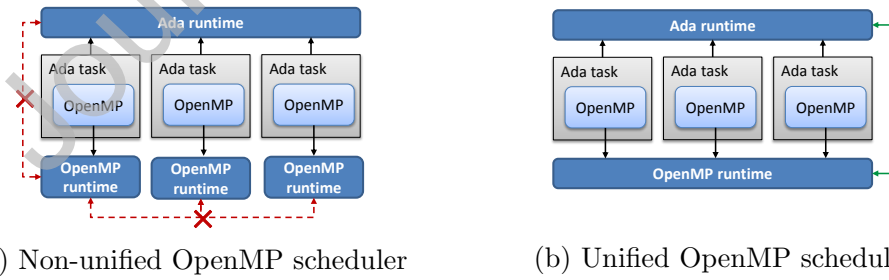 Ada runtime
Ada task Ada task Ada task
OpenMP OpenMP OpenMP
OpenMP runtime OpenMP runtime OpenMP runtime
) Non-unified OpenMP scheduler
Ada runtime
Ada task Ada task Ada task
OpenMP OpenMP OpenMP
OpenMP runtime
(b) Unified OpenMP schedul